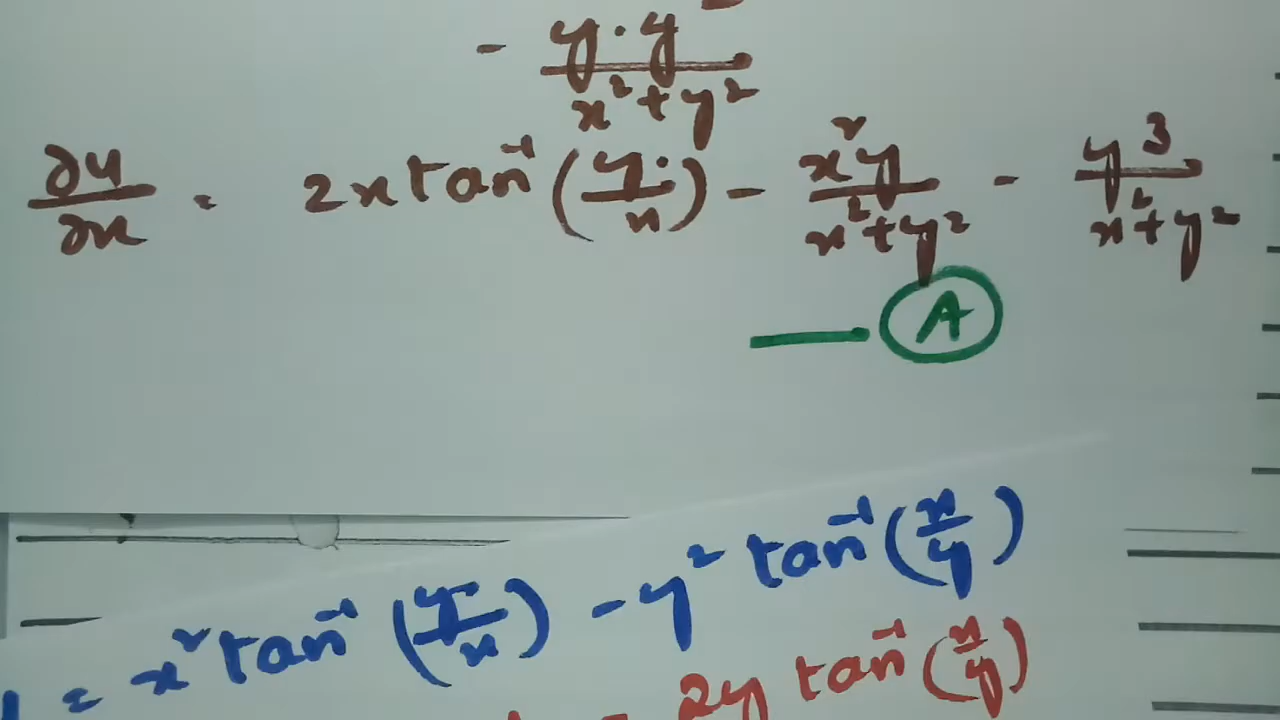 - y·y² / x²+y²
∂u/∂x = 2x tan⁻¹(y/x) - x²y/x²+y² - y³/x²+y²
— A
= x² tan⁻¹(y/x) - y² tan⁻¹(x/y)
- 2y tan⁻¹(x/y)